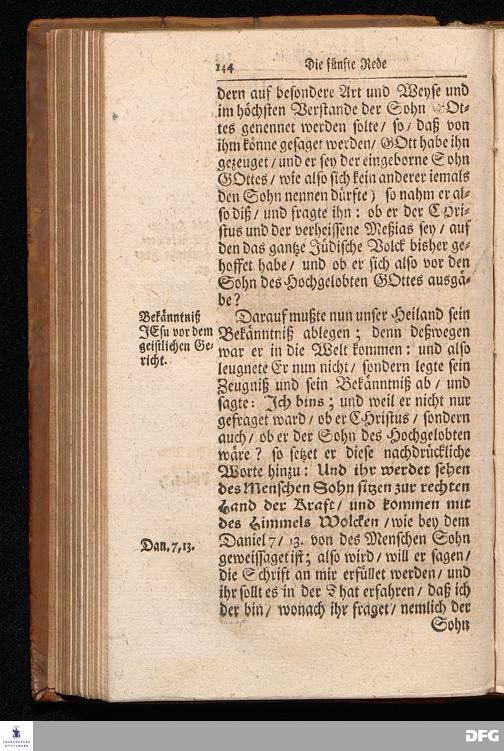 144 Die fünfte Rede
dern auf besondere Art und Weyse und
im höchsten Verstande der Sohn GOt-
tes genennet werden solte/ so/ daß von
ihm könne gesaget werden/ GOtt habe ihn
gezeuget/ und er sey der eingeborne Sohn
GOttes/ wie also sich kein anderer iemals
den Sohn nennen dürfte) so nahm er al-
so diß/ und fragte ihn: ob er der CHri-
stus und der verheissene Meßias sey/ auf
den das gantze Jüdische Volck bisher ge-
hoffet habe/ und ob er sich also vor den
Sohn des Hochgelobten GOttes ausgä-
be?
Bekänntniß
JEsu vor dem
geistlichen Ge-
richt.
Darauf mußte nun unser Heiland sein
Bekänntniß ablegen; denn deßwegen
war er in die Welt kommen: und also
leugnete Er nun nicht/ sondern legte sein
Zeugniß und sein Bekänntniß ab/ und
sagte: Ich bins; und weil er nicht nur
gefraget ward/ ob er CHristus/ sondern
auch/ ob er der Sohn des Hochgelobten
wäre? so setzet er diese nachdrückliche
Worte hinzu: Und ihr werdet sehen
des Menschen Sohn sitzen zur rechten
Hand der Kraft/ und kommen mit
des Himmels Wolcken/ wie bey dem
Dan. 7, 13.
Daniel 7/ 13. von des Menschen Sohn
geweissaget ist; also wird/ will er sagen/
die Schrift an mir erfüllet werden/ und
ihr sollt es in der That erfahren/ daß ich
der bin/ wonach ihr fraget/ nemlich der
Sohn
FRANCKESCHE
STIFTUNGEN
DFG